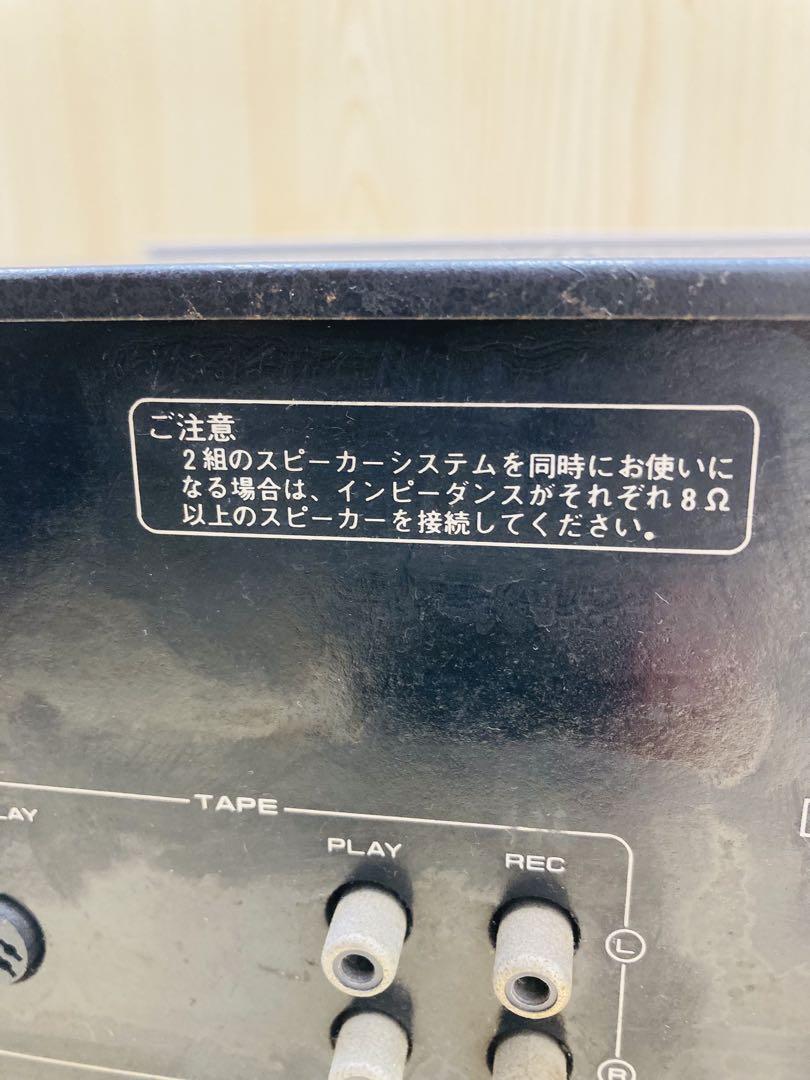 ご注意
2組のスピーカーシステムを同時にお使いに
なる場合は、インピーダンスがそれぞれ8Ω
以上のスピーカーを接続してください。
TAPE
LAY
PLAY
REC
L
R